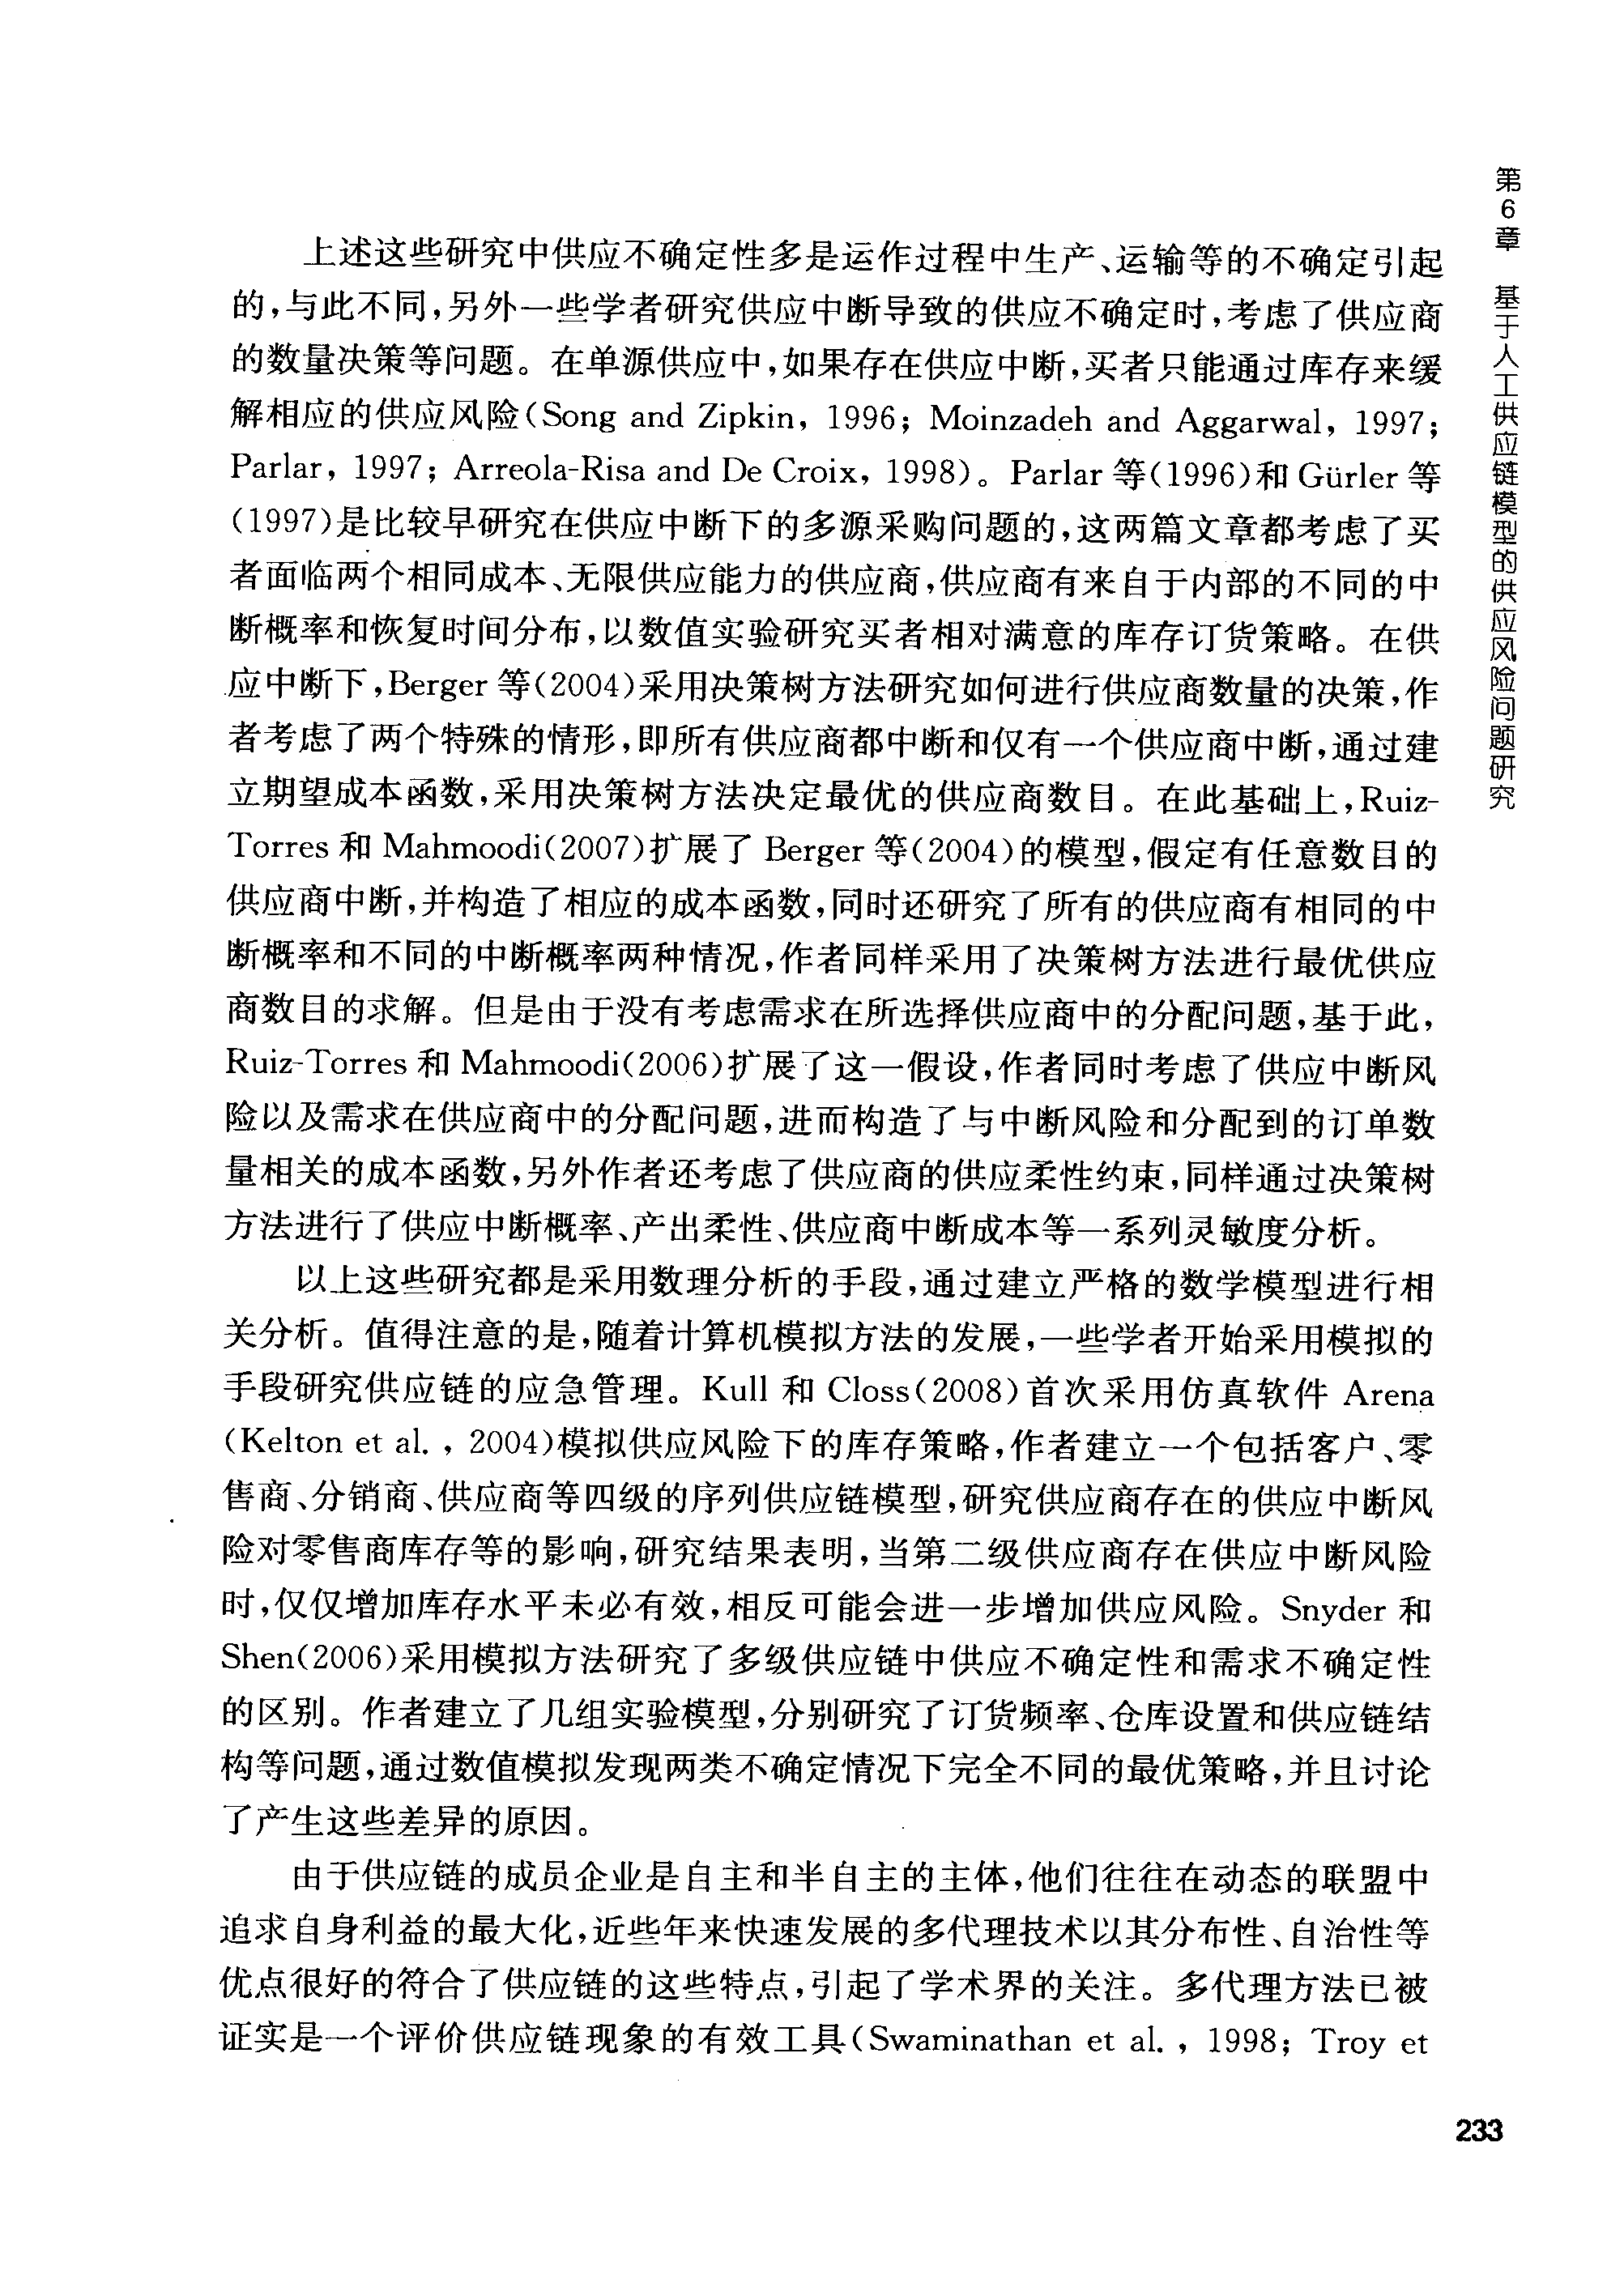 第6章 基于人工供应链模型的供应风险问题研究
上述这些研究中供应不确定性多是运作过程中生产、运输等的不确定引起
的,与此不同,另外一些学者研究供应中断导致的供应不确定时,考虑了供应商
的数量决策等问题。在单源供应中,如果存在供应中断,买者只能通过库存来缓
解相应的供应风险(Song and Zipkin, 1996; Moinzadeh and Aggarwal, 1997;
Parlar, 1997; Arreola-Risa and De Croix, 1998)。Parlar 等(1996)和 Gürler 等
(1997)是比较早研究在供应中断下的多源采购问题的,这两篇文章都考虑了买
者面临两个相同成本、无限供应能力的供应商,供应商有来自于内部的不同的中
断概率和恢复时间分布,以数值实验研究买者相对满意的库存订货策略。在供
应中断下,Berger 等(2004)采用决策树方法研究如何进行供应商数量的决策,作
者考虑了两个特殊的情形,即所有供应商都中断和仅有一个供应商中断,通过建
立期望成本函数,采用决策树方法决定最优的供应商数目。在此基础上,Ruiz-
Torres 和 Mahmoodi(2007)扩展了 Berger 等(2004)的模型,假定有任意数目的
供应商中断,并构造了相应的成本函数,同时还研究了所有的供应商有相同的中
断概率和不同的中断概率两种情况,作者同样采用了决策树方法进行最优供应
商数目的求解。但是由于没有考虑需求在所选择供应商中的分配问题,基于此,
Ruiz-Torres 和 Mahmoodi(2006)扩展了这一假设,作者同时考虑了供应中断风
险以及需求在供应商中的分配问题,进而构造了与中断风险和分配到的订单数
量相关的成本函数,另外作者还考虑了供应商的供应柔性约束,同样通过决策树
方法进行了供应中断概率、产出柔性、供应商中断成本等一系列灵敏度分析。
以上这些研究都是采用数理分析的手段,通过建立严格的数学模型进行相
关分析。值得注意的是,随着计算机模拟方法的发展,一些学者开始采用模拟的
手段研究供应链的应急管理。Kull 和 Closs(2008)首次采用仿真软件 Arena
(Kelton et al. , 2004)模拟供应风险下的库存策略,作者建立一个包括客户、零
售商、分销商、供应商等四级的序列供应链模型,研究供应商存在的供应中断风
险对零售商库存等的影响,研究结果表明,当第二级供应商存在供应中断风险
时,仅仅增加库存水平未必有效,相反可能会进一步增加供应风险。Snyder 和
Shen(2006)采用模拟方法研究了多级供应链中供应不确定性和需求不确定性
的区别。作者建立了几组实验模型,分别研究了订货频率、仓库设置和供应链结
构等问题,通过数值模拟发现两类不确定情况下完全不同的最优策略,并且讨论
了产生这些差异的原因。
由于供应链的成员企业是自主和半自主的主体,他们往往在动态的联盟中
追求自身利益的最大化,近些年来快速发展的多代理技术以其分布性、自治性等
优点很好的符合了供应链的这些特点,引起了学术界的关注。多代理方法已被
证实是一个评价供应链现象的有效工具(Swaminathan et al. , 1998; Troy et
233